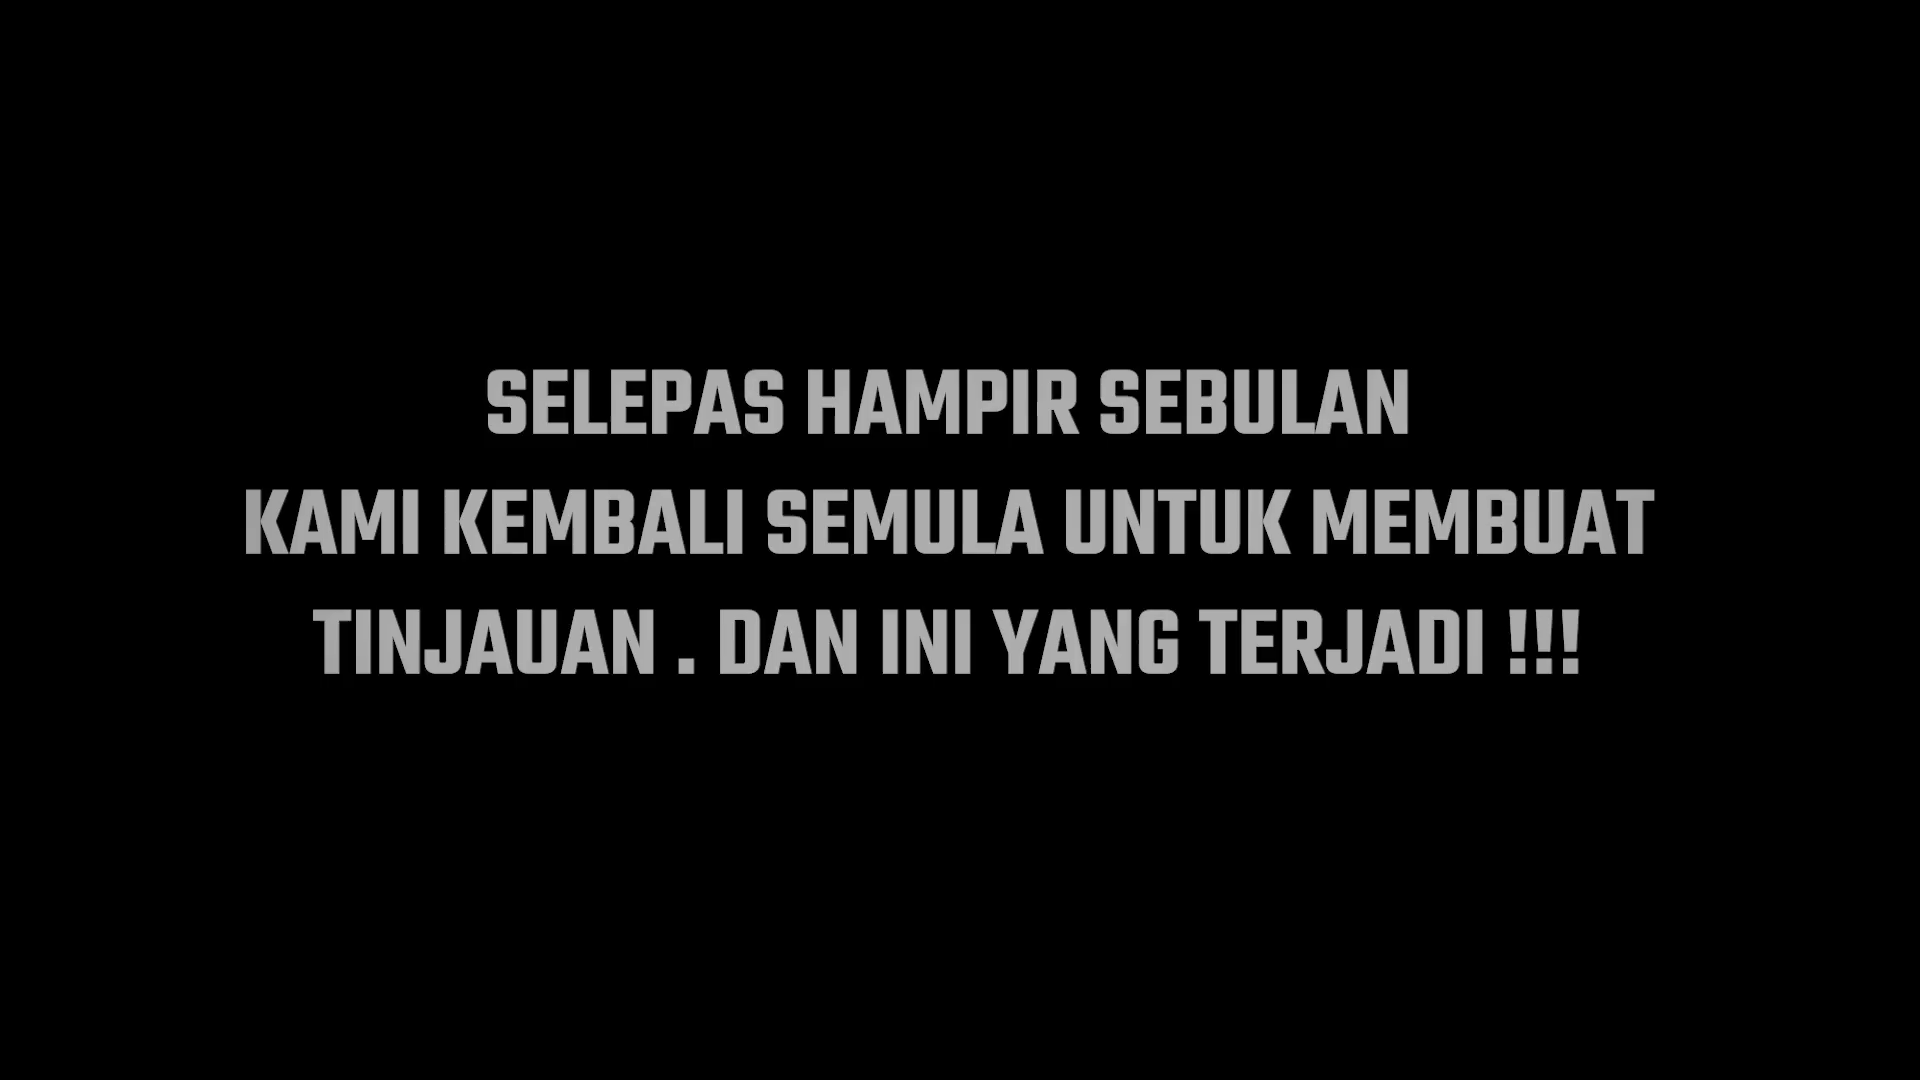 SELEPAS HAMPIR SEBULAN
KAMI KEMBALI SEMULA UNTUK MEMBUAT
TINJAUAN . DAN INI YANG TERJADI !!!